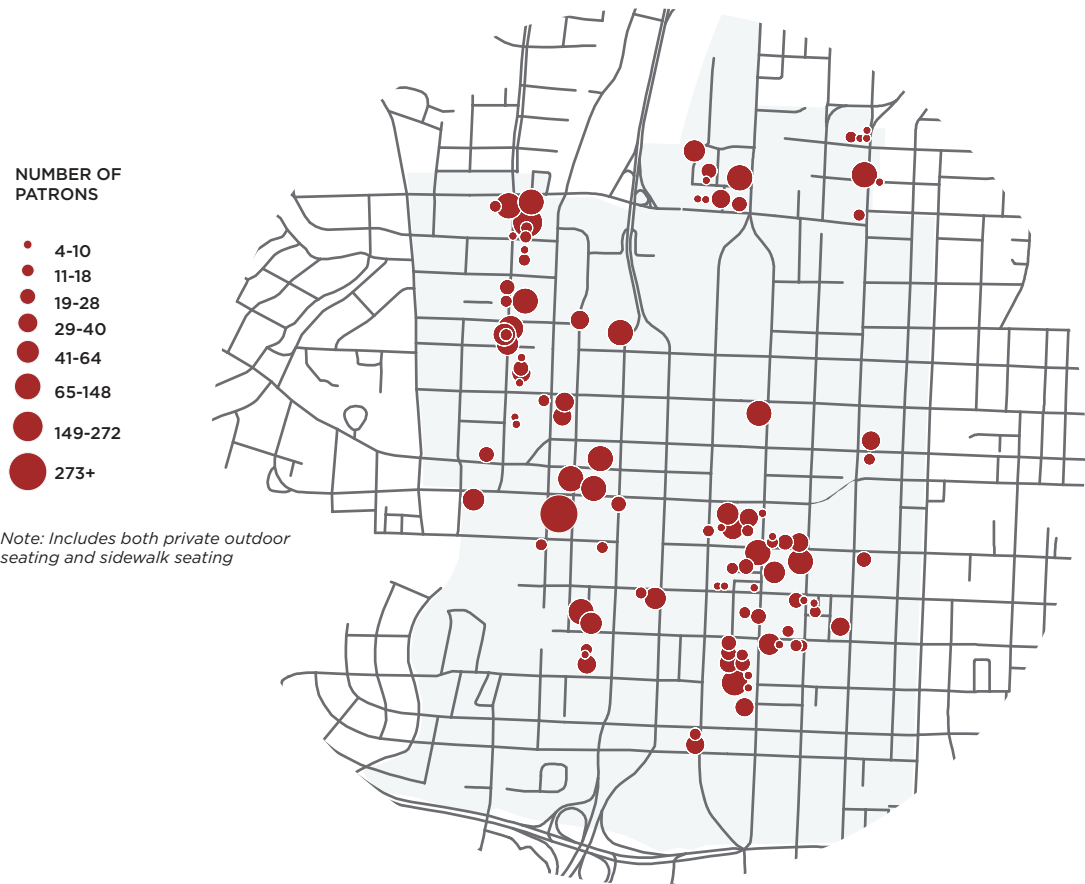 NUMBER OF
PATRONS
4-10
11-18
19-28
29-40
41-64
65-148
149-272
273+
Note: Includes both private outdoor
seating and sidewalk seating